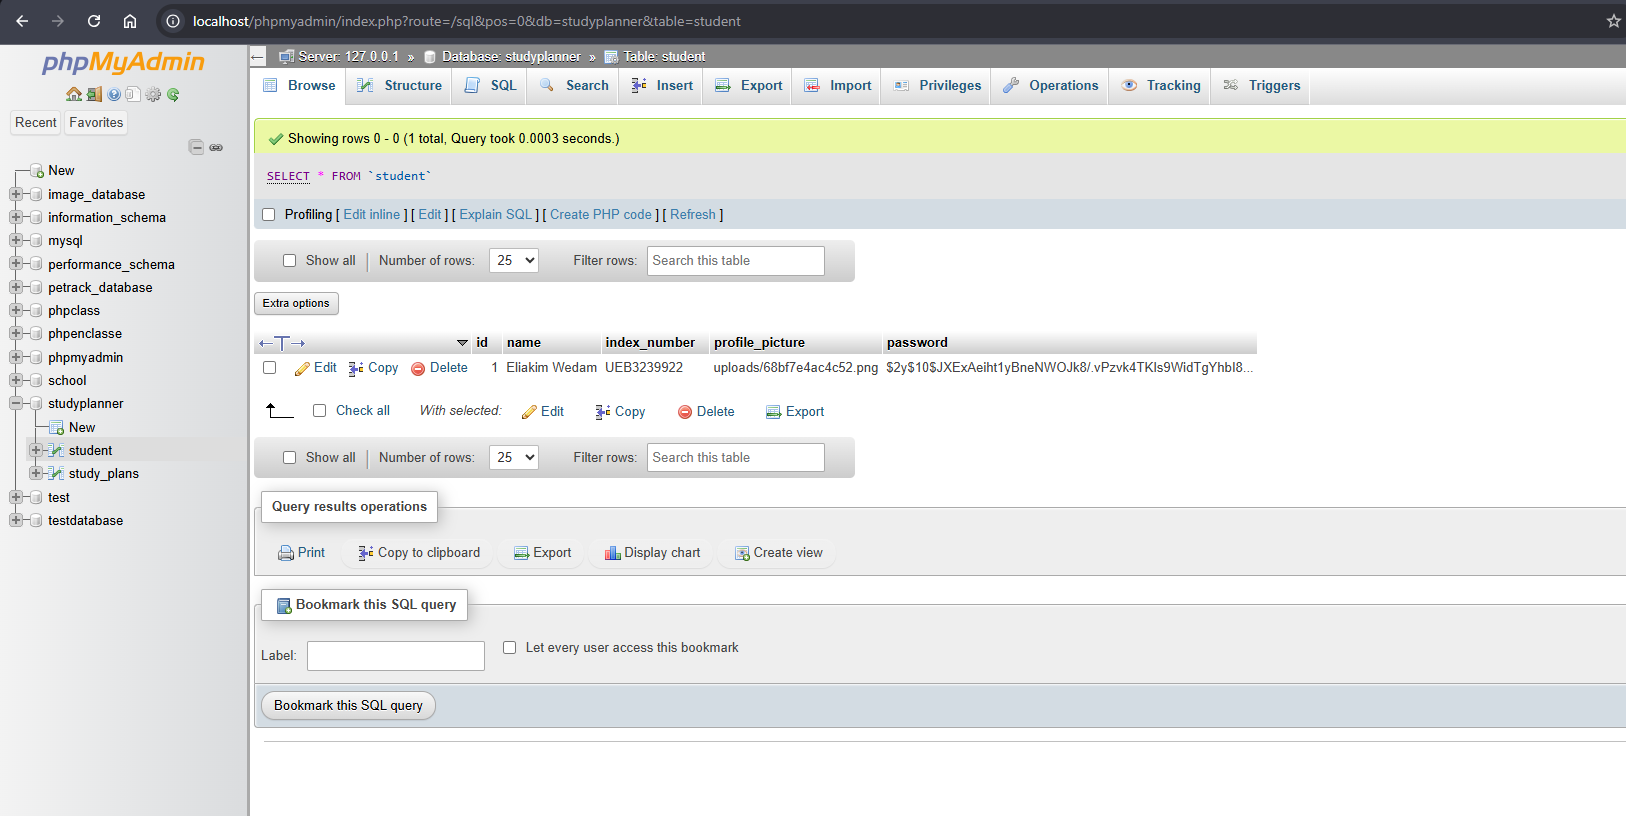 localhost/phpmyadmin/index.php?route=/sql&pos=0&db=studyplanner&table=student
phpMyAdmin
Recent Favorites
New
image_database
information_schema
mysql
performance_schema
petrack_database
phpclass
phpenclasse
phpmyadmin
school
studyplanner
New
student
study_plans
test
testdatabase
Server: 127.0.0.1 » Database: studyplanner » Table: student
Browse Structure SQL Search Insert Export Import Privileges Operations Tracking Triggers
Showing rows 0 - 0 (1 total, Query took 0.0003 seconds.)
SELECT * FROM `student`
Profiling [ Edit inline ] [ Edit ] [ Explain SQL ] [ Create PHP code ] [ Refresh ]
Show all Number of rows: 25 Filter rows: Search this table
Extra options
←T→ id name index_number profile_picture password
Edit Copy Delete 1 Eliakim Wedam UEB3239922 uploads/68bf7e4ac4c52.png $2y$10$JXExAeiht1yBneNWOJk8/.vPzvk4TKls9WidTgYhbI8...
Check all With selected: Edit Copy Delete Export
Show all Number of rows: 25 Filter rows: Search this table
Query results operations
Print Copy to clipboard Export Display chart Create view
Bookmark this SQL query
Label: Let every user access this bookmark
Bookmark this SQL query